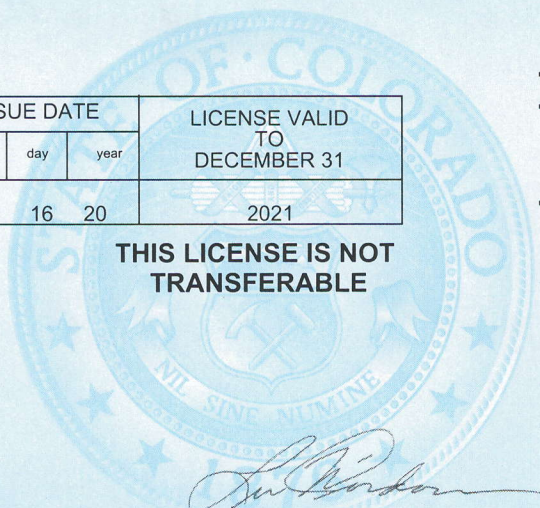 SUE DATE
LICENSE VALID
TO
DECEMBER 31
day year
16 20 2021
THIS LICENSE IS NOT
TRANSFERABLE
STATE OF · COLORADO
NIL SINE NUMINE